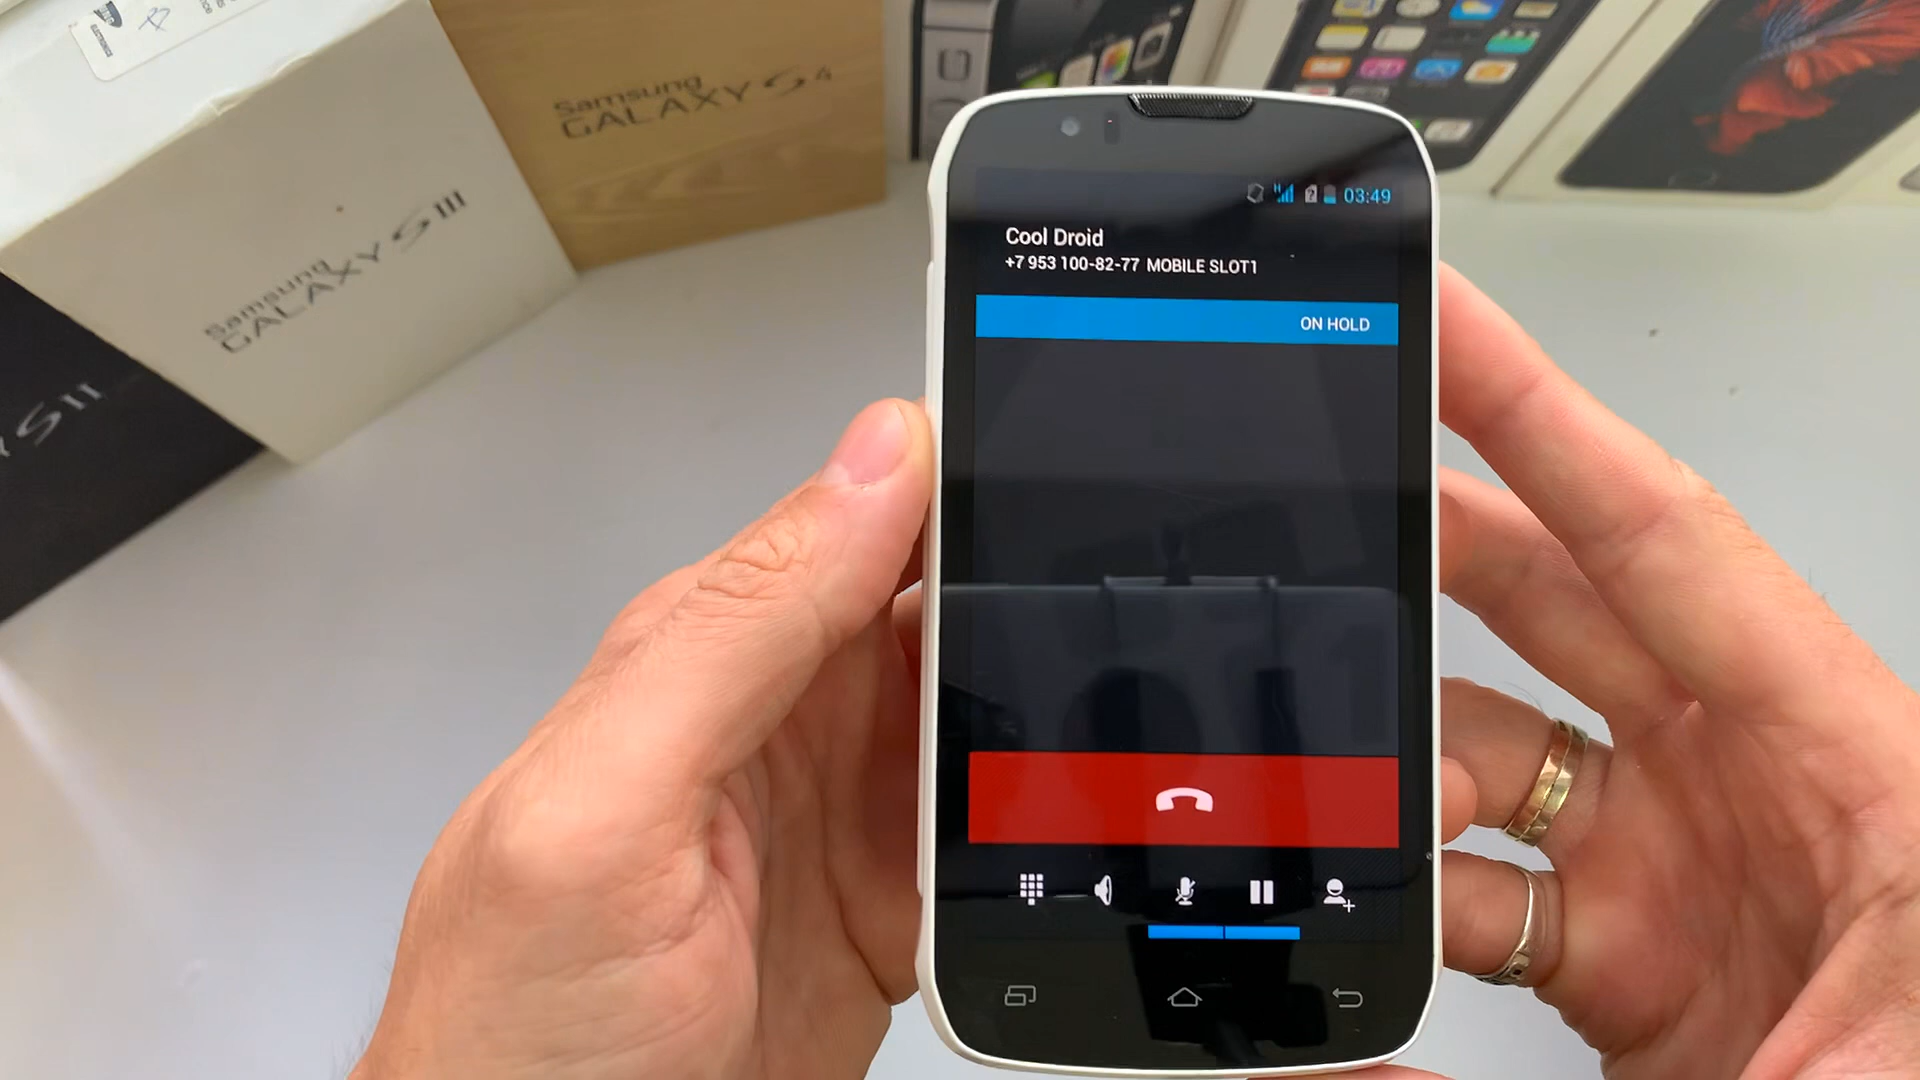 Samsung
GALAXY S4
Samsung
GALAXY SIII
SII
H
03:49
Cool Droid
+7 953 100-82-77 MOBILE SLOT1
ON HOLD